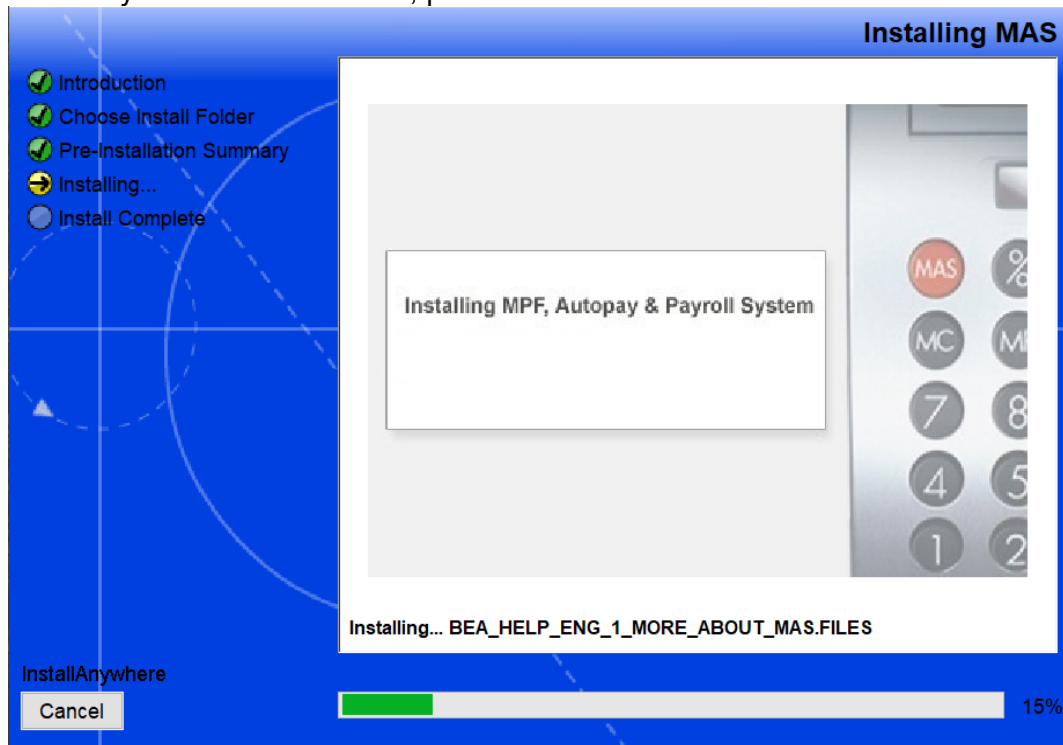 Installing MAS
Introduction
Choose Install Folder
Pre-Installation Summary
Installing...
Install Complete
Installing MPF, Autopay & Payroll System
MAS %
MC
7 8
4 5
1 2
Installing... BEA_HELP_ENG_1_MORE_ABOUT_MAS.FILES
InstallAnywhere
Cancel
15%